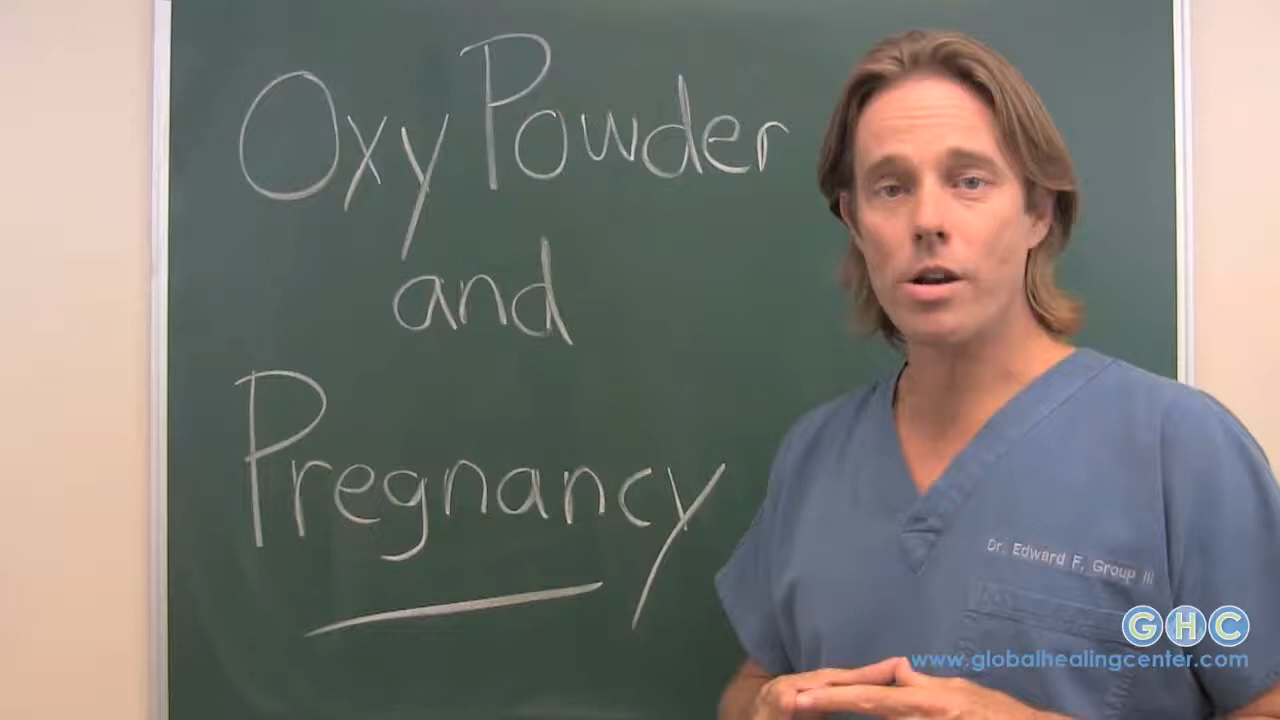 Oxy Powder
and
Pregnancy
Dr. Edward F. Group III
GHC
www.globalhealingcenter.com